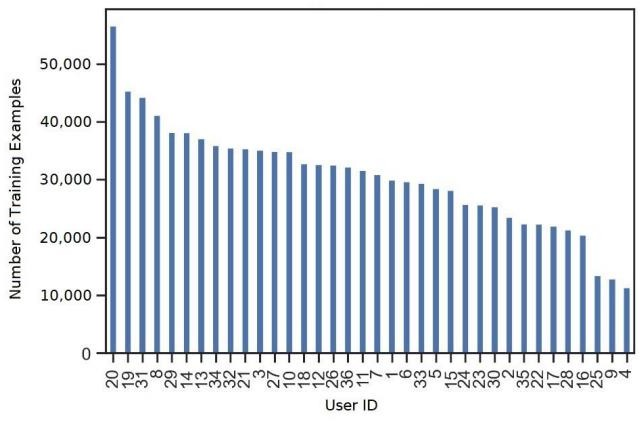 Number of Training Examples
50,000
40,000
30,000
20,000
10,000
0
20 19 31 8 29 14 13 34 32 21 3 27 10 18 12 26 36 11 7 1 6 33 5 15 24 23 30 2 35 22 17 28 16 25 9 4
User ID